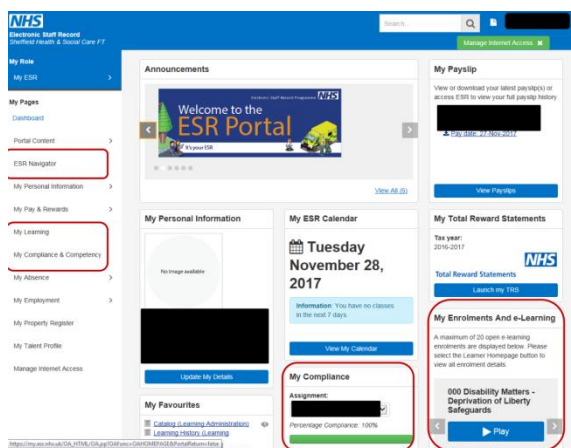 NHS
Electronic Staff Record
Sheffield Health & Social Care FT
Search...
Manage Internet Access ✖
My Role
My ESR
My Pages
Dashboard
Portal Content
ESR Navigator
My Personal Information
My Pay & Rewards
My Learning
My Compliance & Competency
My Absence
My Employment
My Property Register
My Talent Profile
Manage Internet Access
Announcements
Electronic Staff Record Programme NHS
Welcome to the
ESR Portal
It's your ESR
View All (6)
My Payslip
View or download your latest payslip(s) or
access ESR to view your full payslip history
Pay date: 27-Nov-2017
View Payslips
My Personal Information
No image available
Update My Details
My Favourites
Catalog (Learning Administration)
Learning History (Learning
My ESR Calendar
Tuesday
November 28,
2017
Information: You have no classes
in the next 7 days.
View My Calendar
My Compliance
Assignment:
Percentage Compliance: 100%
My Total Reward Statements
Tax year:
2016-2017
NHS
Total Reward Statements
Launch my TRS
My Enrolments And e-Learning
A maximum of 20 open e-learning
enrolments are displayed below. Please
select the Learner Homepage button to
view all enrolment details.
000 Disability Matters -
Deprivation of Liberty
Safeguards
Play